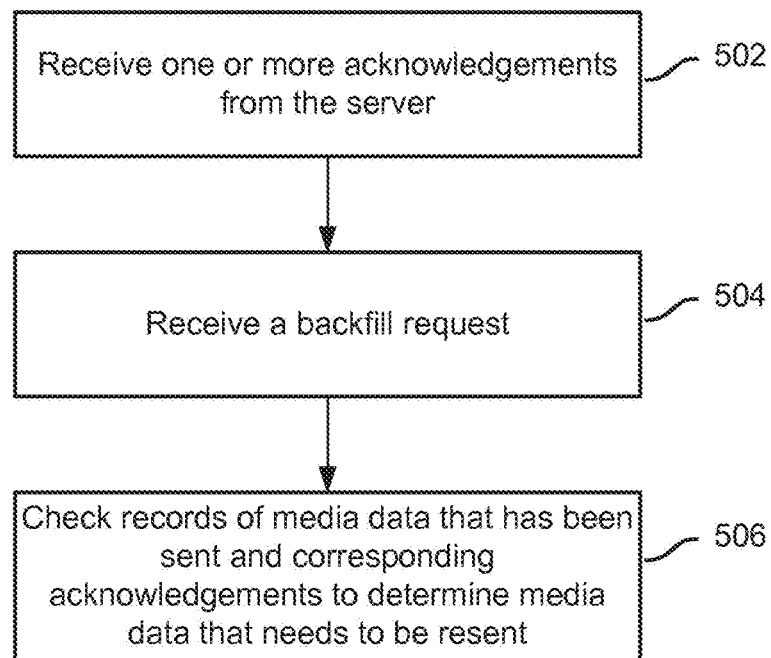 Receive one or more acknowledgements
from the server
502
Receive a backfill request
504
Check records of media data that has been
sent and corresponding
acknowledgements to determine media
data that needs to be resent
506